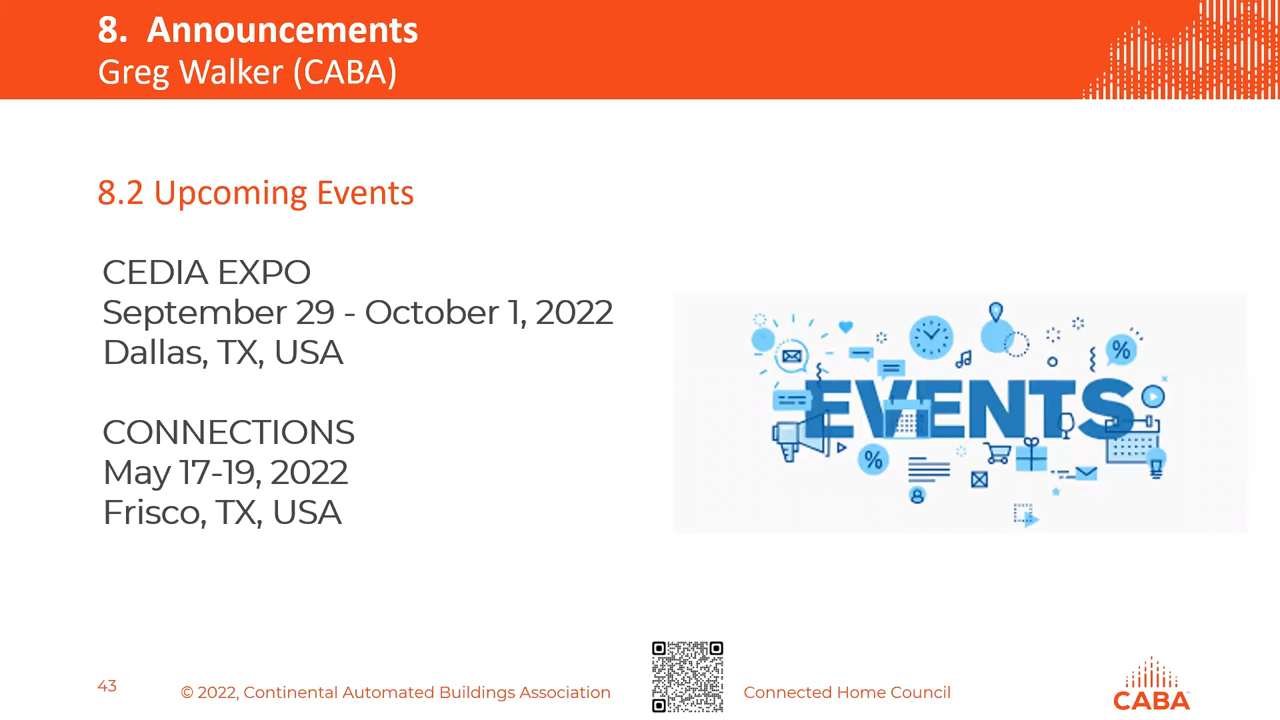 8. Announcements
Greg Walker (CABA)
8.2 Upcoming Events
CEDIA EXPO
September 29 - October 1, 2022
Dallas, TX, USA
CONNECTIONS
May 17-19, 2022
Frisco, TX, USA
EVENTS
%
%
43
© 2022, Continental Automated Buildings Association
Connected Home Council
CABA